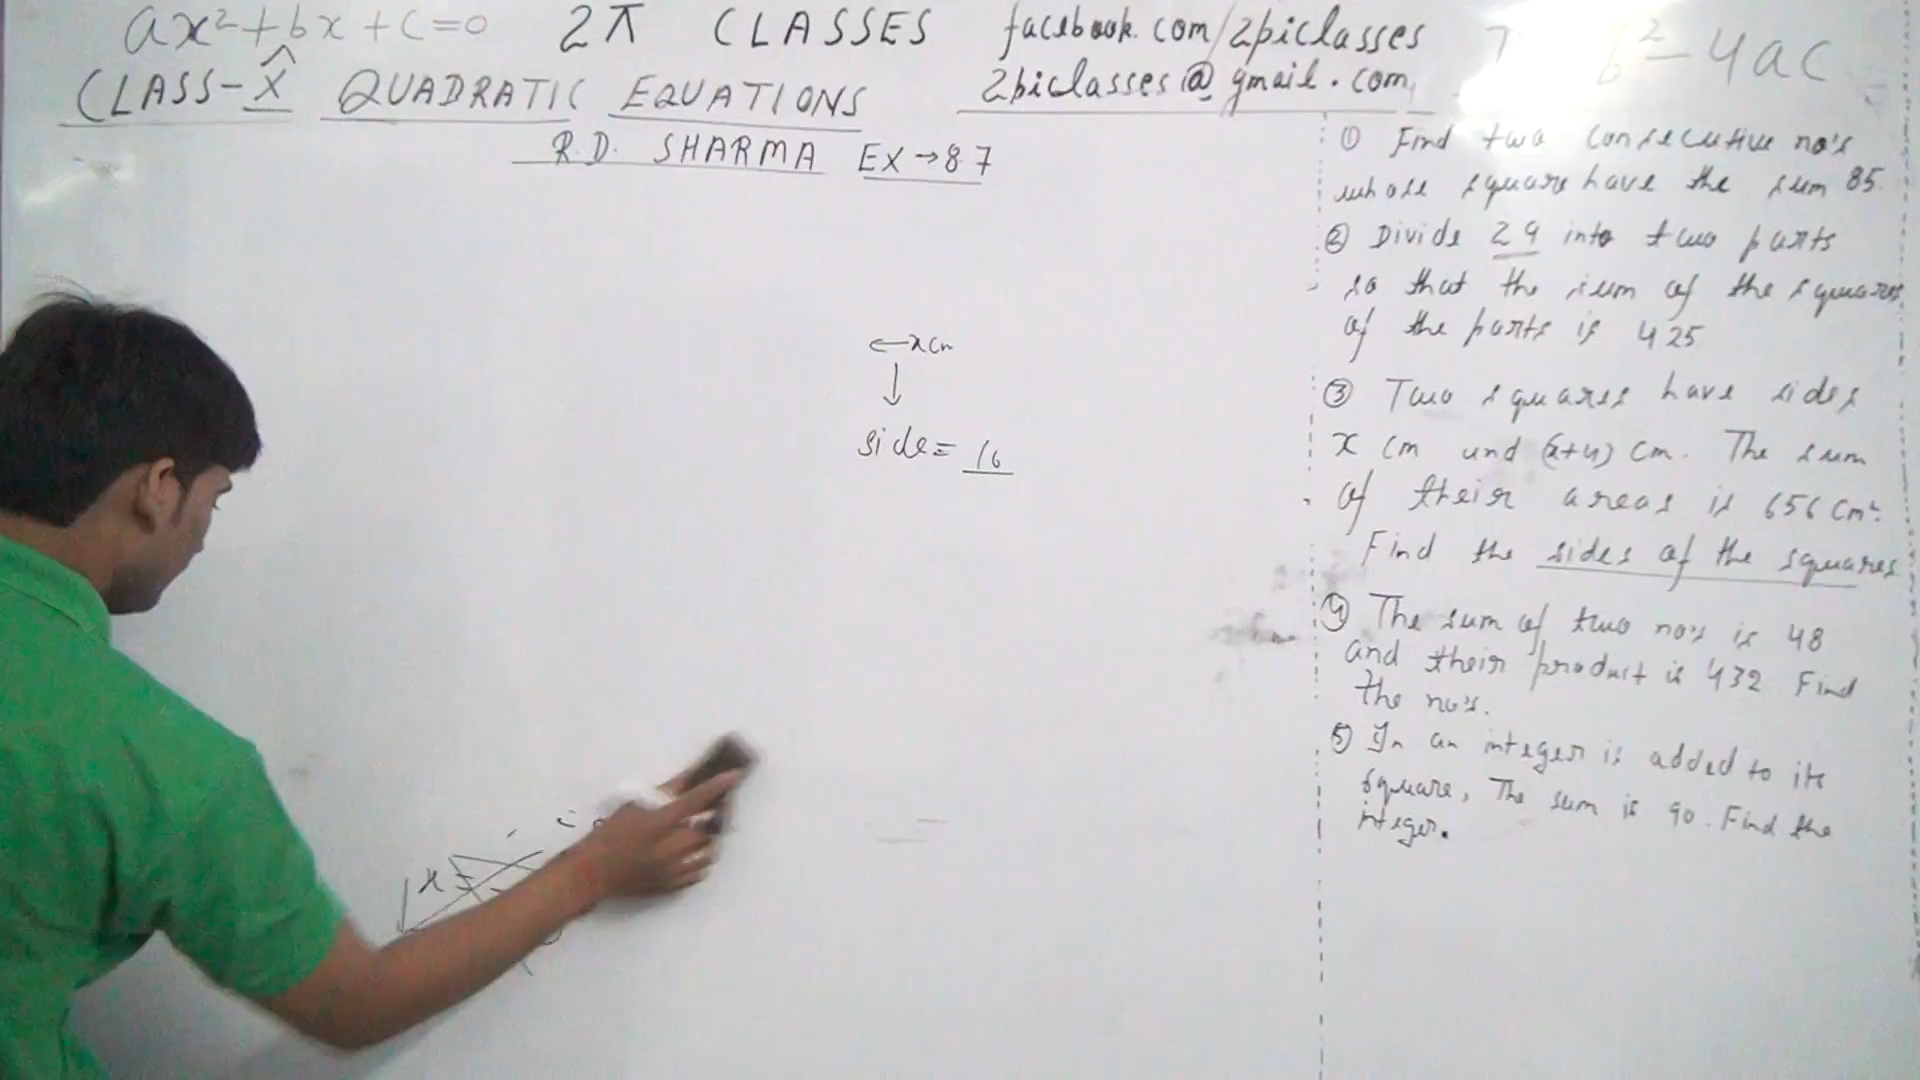 ax²+bx+c=0 2π CLASSES facebook.com/2piclasses b²-4ac
CLASS-X QUADRATIC EQUATIONS 2piclasses@gmail.com
R.D. SHARMA EX→8.7
① Find two consecutive no's
whose square have the sum 85.
② Divide 29 into two parts
so that the sum of the squares
of the parts is 425
③ Two squares have sides
x cm and (x+4) cm. The sum
of their areas is 656 cm².
Find the sides of the squares
④ The sum of two no's is 48
and their product is 432 Find
the no's.
⑤ In an integer is added to its
square, The sum is 90. Find the
integer.
←x cm
↓
side = 16
x